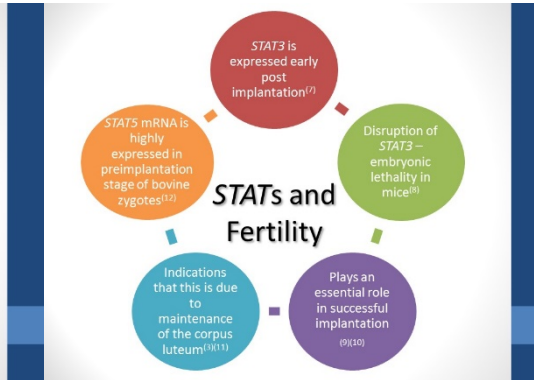 STAT3 is
expressed early
post
implantation(7)
Disruption of
STAT3 –
embryonic
lethality in
mice(8)
Plays an
essential role in
successful
implantation
(9)(10)
Indications
that this is due
to
maintenance
of the corpus
luteum(3)(11)
STAT5 mRNA is
highly
expressed in
preimplantation
stage of bovine
zygotes(12)
STATs and
Fertility